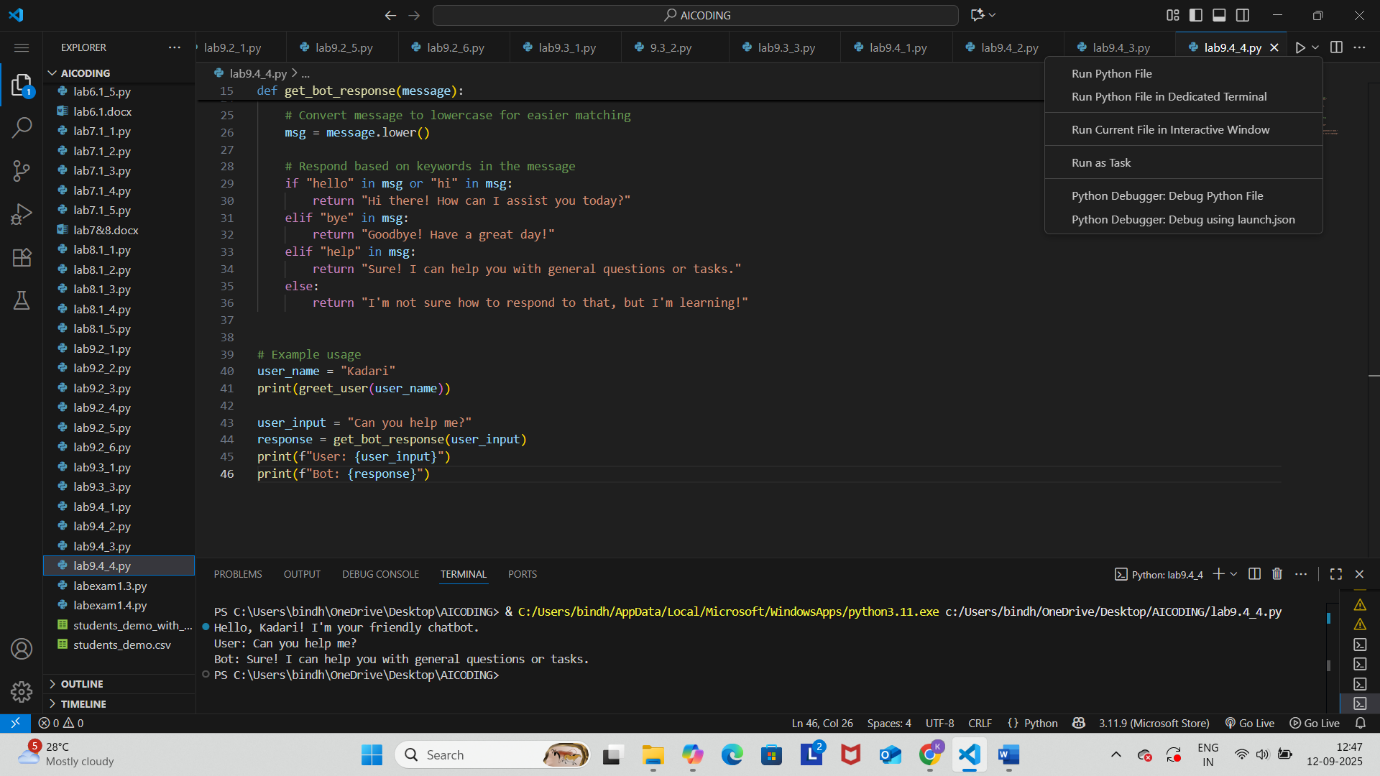 AICODING
EXPLORER
lab9.2_1.py
lab9.2_5.py
lab9.2_6.py
lab9.3_1.py
9.3_2.py
lab9.3_3.py
lab9.4_1.py
lab9.4_2.py
lab9.4_3.py
lab9.4_4.py
AICODING
lab6.1_5.py
lab6.1.docx
lab7.1_1.py
lab7.1_2.py
lab7.1_3.py
lab7.1_4.py
lab7.1_5.py
lab7&8.docx
lab8.1_1.py
lab8.1_2.py
lab8.1_3.py
lab8.1_4.py
lab8.1_5.py
lab9.2_1.py
lab9.2_2.py
lab9.2_3.py
lab9.2_4.py
lab9.2_5.py
lab9.2_6.py
lab9.3_1.py
lab9.3_3.py
lab9.4_1.py
lab9.4_2.py
lab9.4_3.py
lab9.4_4.py
labexam1.3.py
labexam1.4.py
students_demo_with_...
students_demo.csv
OUTLINE
TIMELINE
1
lab9.4_4.py > ...
15 def get_bot_response(message):
25 # Convert message to lowercase for easier matching
26 msg = message.lower()
27
28 # Respond based on keywords in the message
29 if "hello" in msg or "hi" in msg:
30 return "Hi there! How can I assist you today?"
31 elif "bye" in msg:
32 return "Goodbye! Have a great day!"
33 elif "help" in msg:
34 return "Sure! I can help you with general questions or tasks."
35 else:
36 return "I'm not sure how to respond to that, but I'm learning!"
37
38
39 # Example usage
40 user_name = "Kadari"
41 print(greet_user(user_name))
42
43 user_input = "Can you help me?"
44 response = get_bot_response(user_input)
45 print(f"User: {user_input}")
46 print(f"Bot: {response}")
Run Python File
Run Python File in Dedicated Terminal
Run Current File in Interactive Window
Run as Task
Python Debugger: Debug Python File
Python Debugger: Debug using launch.json
PROBLEMS OUTPUT DEBUG CONSOLE TERMINAL PORTS
Python: lab9.4_4
PS C:\Users\bindh\OneDrive\Desktop\AICODING> & C:/Users/bindh/AppData/Local/Microsoft/WindowsApps/python3.11.exe c:/Users/bindh/OneDrive/Desktop/AICODING/lab9.4_4.py
Hello, Kadari! I'm your friendly chatbot.
User: Can you help me?
Bot: Sure! I can help you with general questions or tasks.
PS C:\Users\bindh\OneDrive\Desktop\AICODING>
0 0
Ln 46, Col 26 Spaces: 4 UTF-8 CRLF {} Python 3.11.9 (Microsoft Store) Go Live Go Live
5
28°C
Mostly cloudy
Search
L 2
K
W
ENG
IN
12:47
12-09-2025